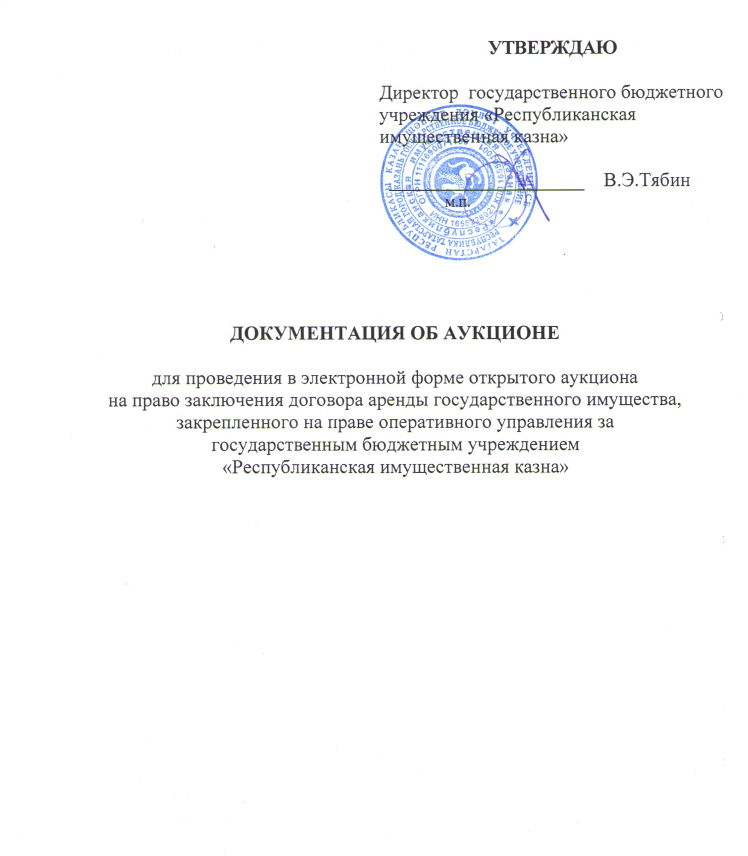 УТВЕРЖДАЮ
Директор государственного бюджетного
учреждения «Республиканская
имущественная казна»
В.Э.Тябин
М.П.
ДОКУМЕНТАЦИЯ ОБ АУКЦИОНЕ
для проведения в электронной форме открытого аукциона
на право заключения договора аренды государственного имущества,
закрепленного на праве оперативного управления за
государственным бюджетным учреждением
«Республиканская имущественная казна»